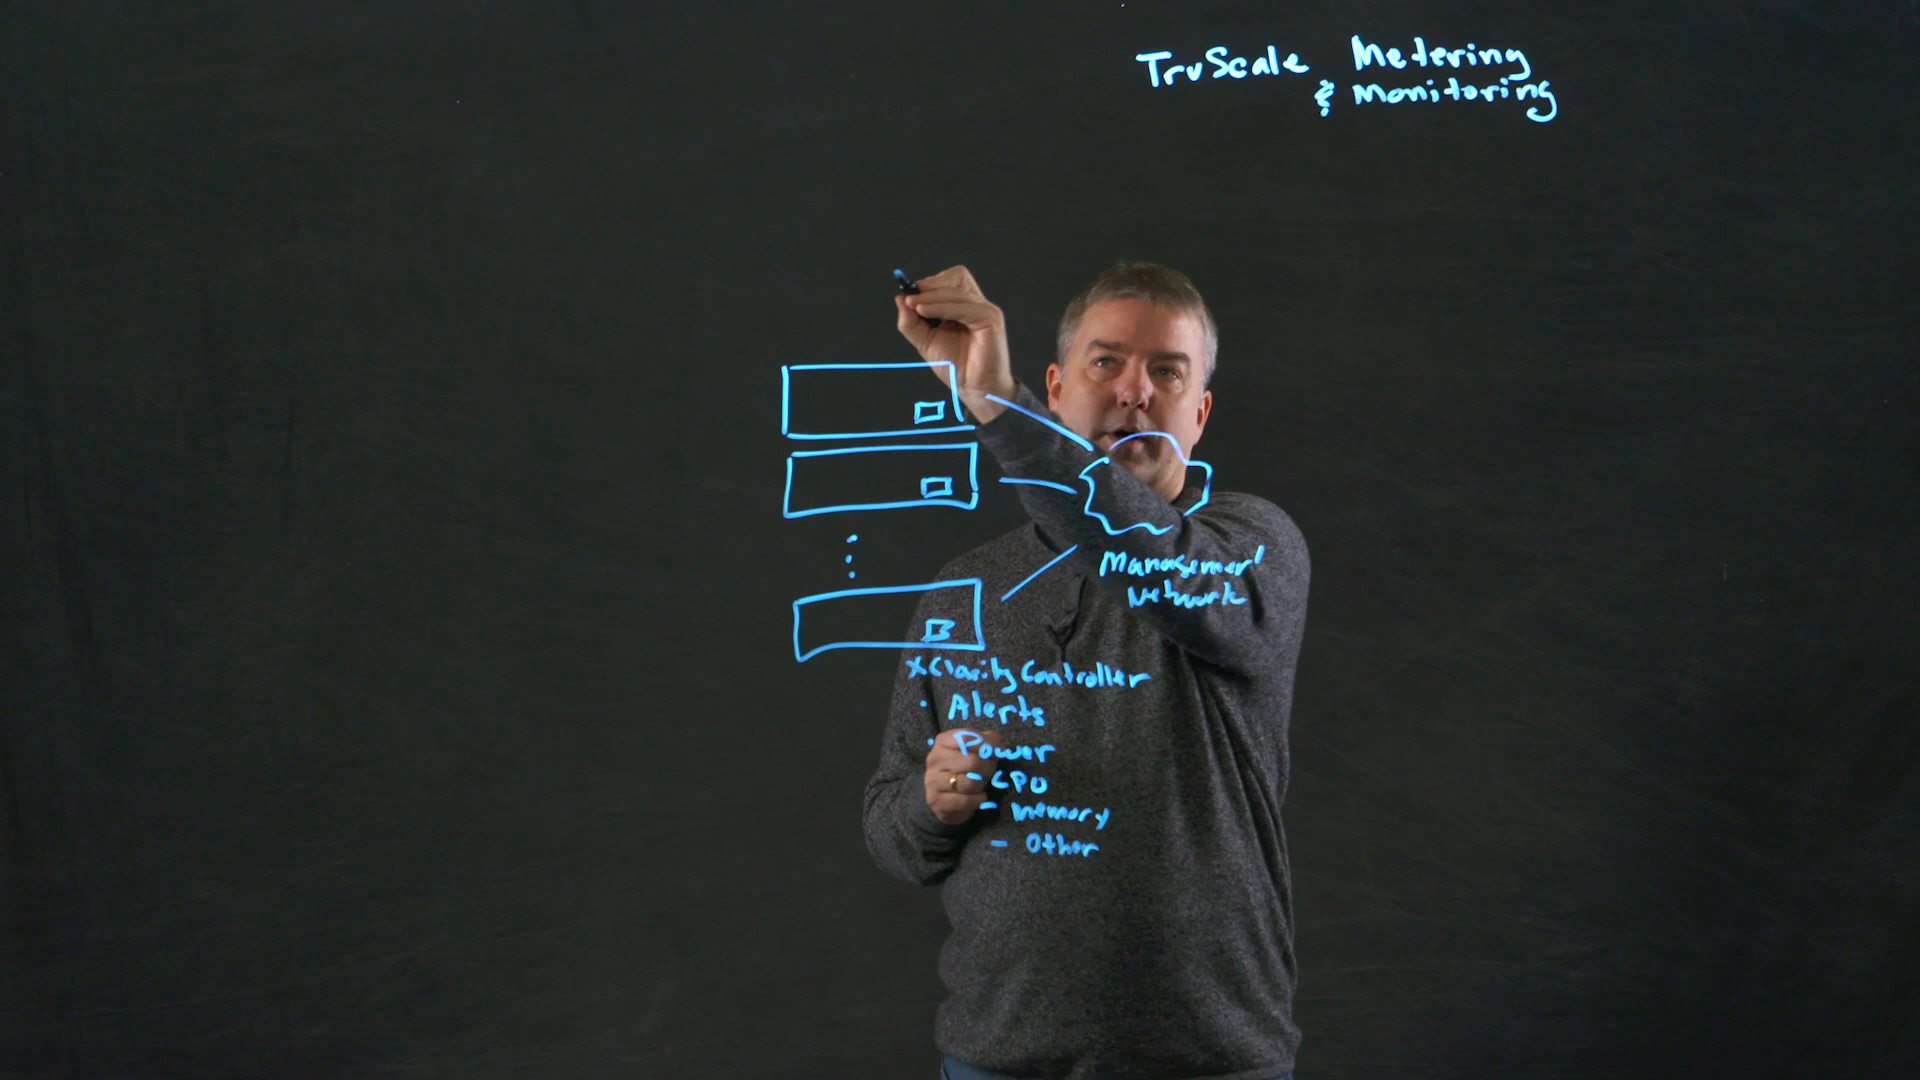 TruScale Metering
& Monitoring
Management
Network
XClarity Controller
• Alerts
• Power
- CPU
- Memory
- Other